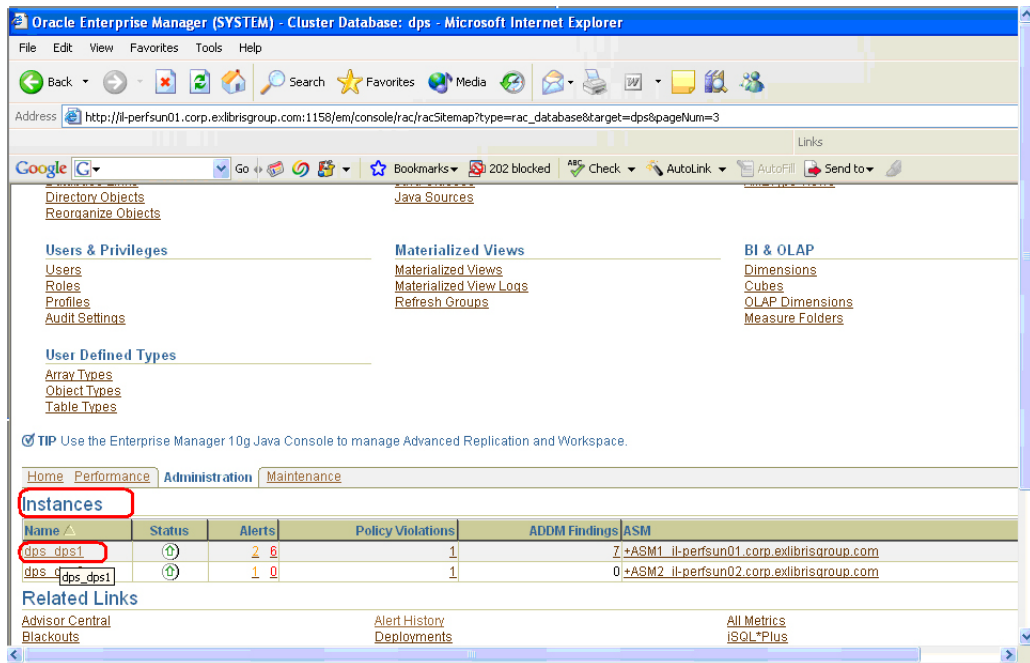 Oracle Enterprise Manager (SYSTEM) - Cluster Database: dps - Microsoft Internet Explorer
File Edit View Favorites Tools Help
Back Search Favorites Media
Address http://il-perfsun01.corp.exlibrisgroup.com:1158/em/console/rac/racSitemap?type=rac_database&target=dps&pageNum=3
Links
Google G Go Bookmarks 202 blocked ABC Check AutoLink AutoFill Send to
Directory Objects Java Sources
Reorganize Objects
Users & Privileges Materialized Views BI & OLAP
Users Materialized Views Dimensions
Roles Materialized View Logs Cubes
Profiles Refresh Groups OLAP Dimensions
Audit Settings Measure Folders
User Defined Types
Array Types
Object Types
Table Types
TIP Use the Enterprise Manager 10g Java Console to manage Advanced Replication and Workspace.
Home Performance Administration Maintenance
Instances
Name Status Alerts Policy Violations ADDM Findings ASM
dps_dps1 2 6 1 7 +ASM1_il-perfsun01.corp.exlibrisgroup.com
dps 1 0 1 0 +ASM2_il-perfsun02.corp.exlibrisgroup.com
dps_dps1
Related Links
Advisor Central Alert History All Metrics
Blackouts Deployments iSQL*Plus